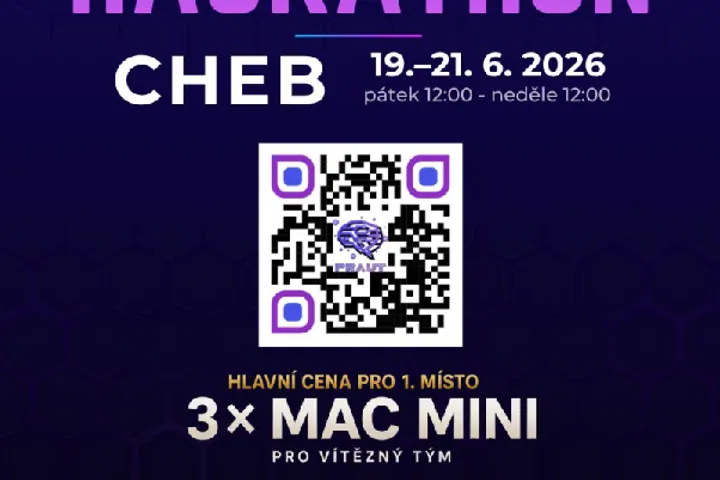 HACKATHON
CHEB
19.–21. 6. 2026
pátek 12:00 - neděle 12:00
HLAVNÍ CENA PRO 1. MÍSTO
3× MAC MINI
PRO VÍTĚZNÝ TÝM